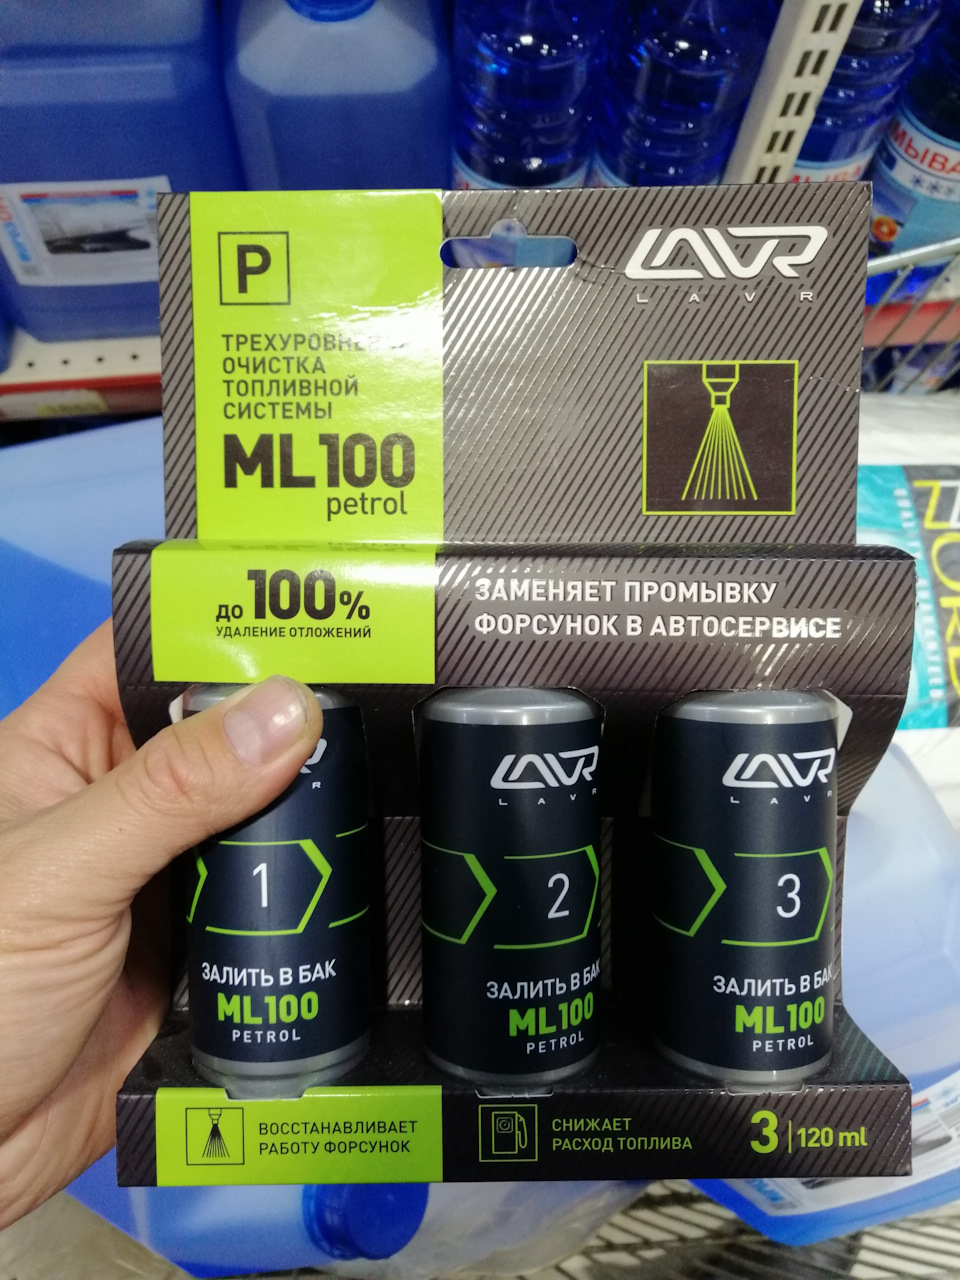 P
LAVR
LAVR
ОЧИСТКА
ТОПЛИВНОЙ
СИСТЕМЫ
ML100
petrol
до 100%
УДАЛЕНИЕ ОТЛОЖЕНИЙ
ЗАМЕНЯЕТ ПРОМЫВКУ
ФОРСУНОК В АВТОСЕРВИСЕ
1
ЗАЛИТЬ В БАК
ML100
PETROL
LAVR
LAVR
2
ЗАЛИТЬ В БАК
ML100
PETROL
LAVR
LAVR
3
ЗАЛИТЬ В БАК
ML100
PETROL
ВОССТАНАВЛИВАЕТ
РАБОТУ ФОРСУНОК
СНИЖАЕТ
РАСХОД ТОПЛИВА
3 | 120 ml